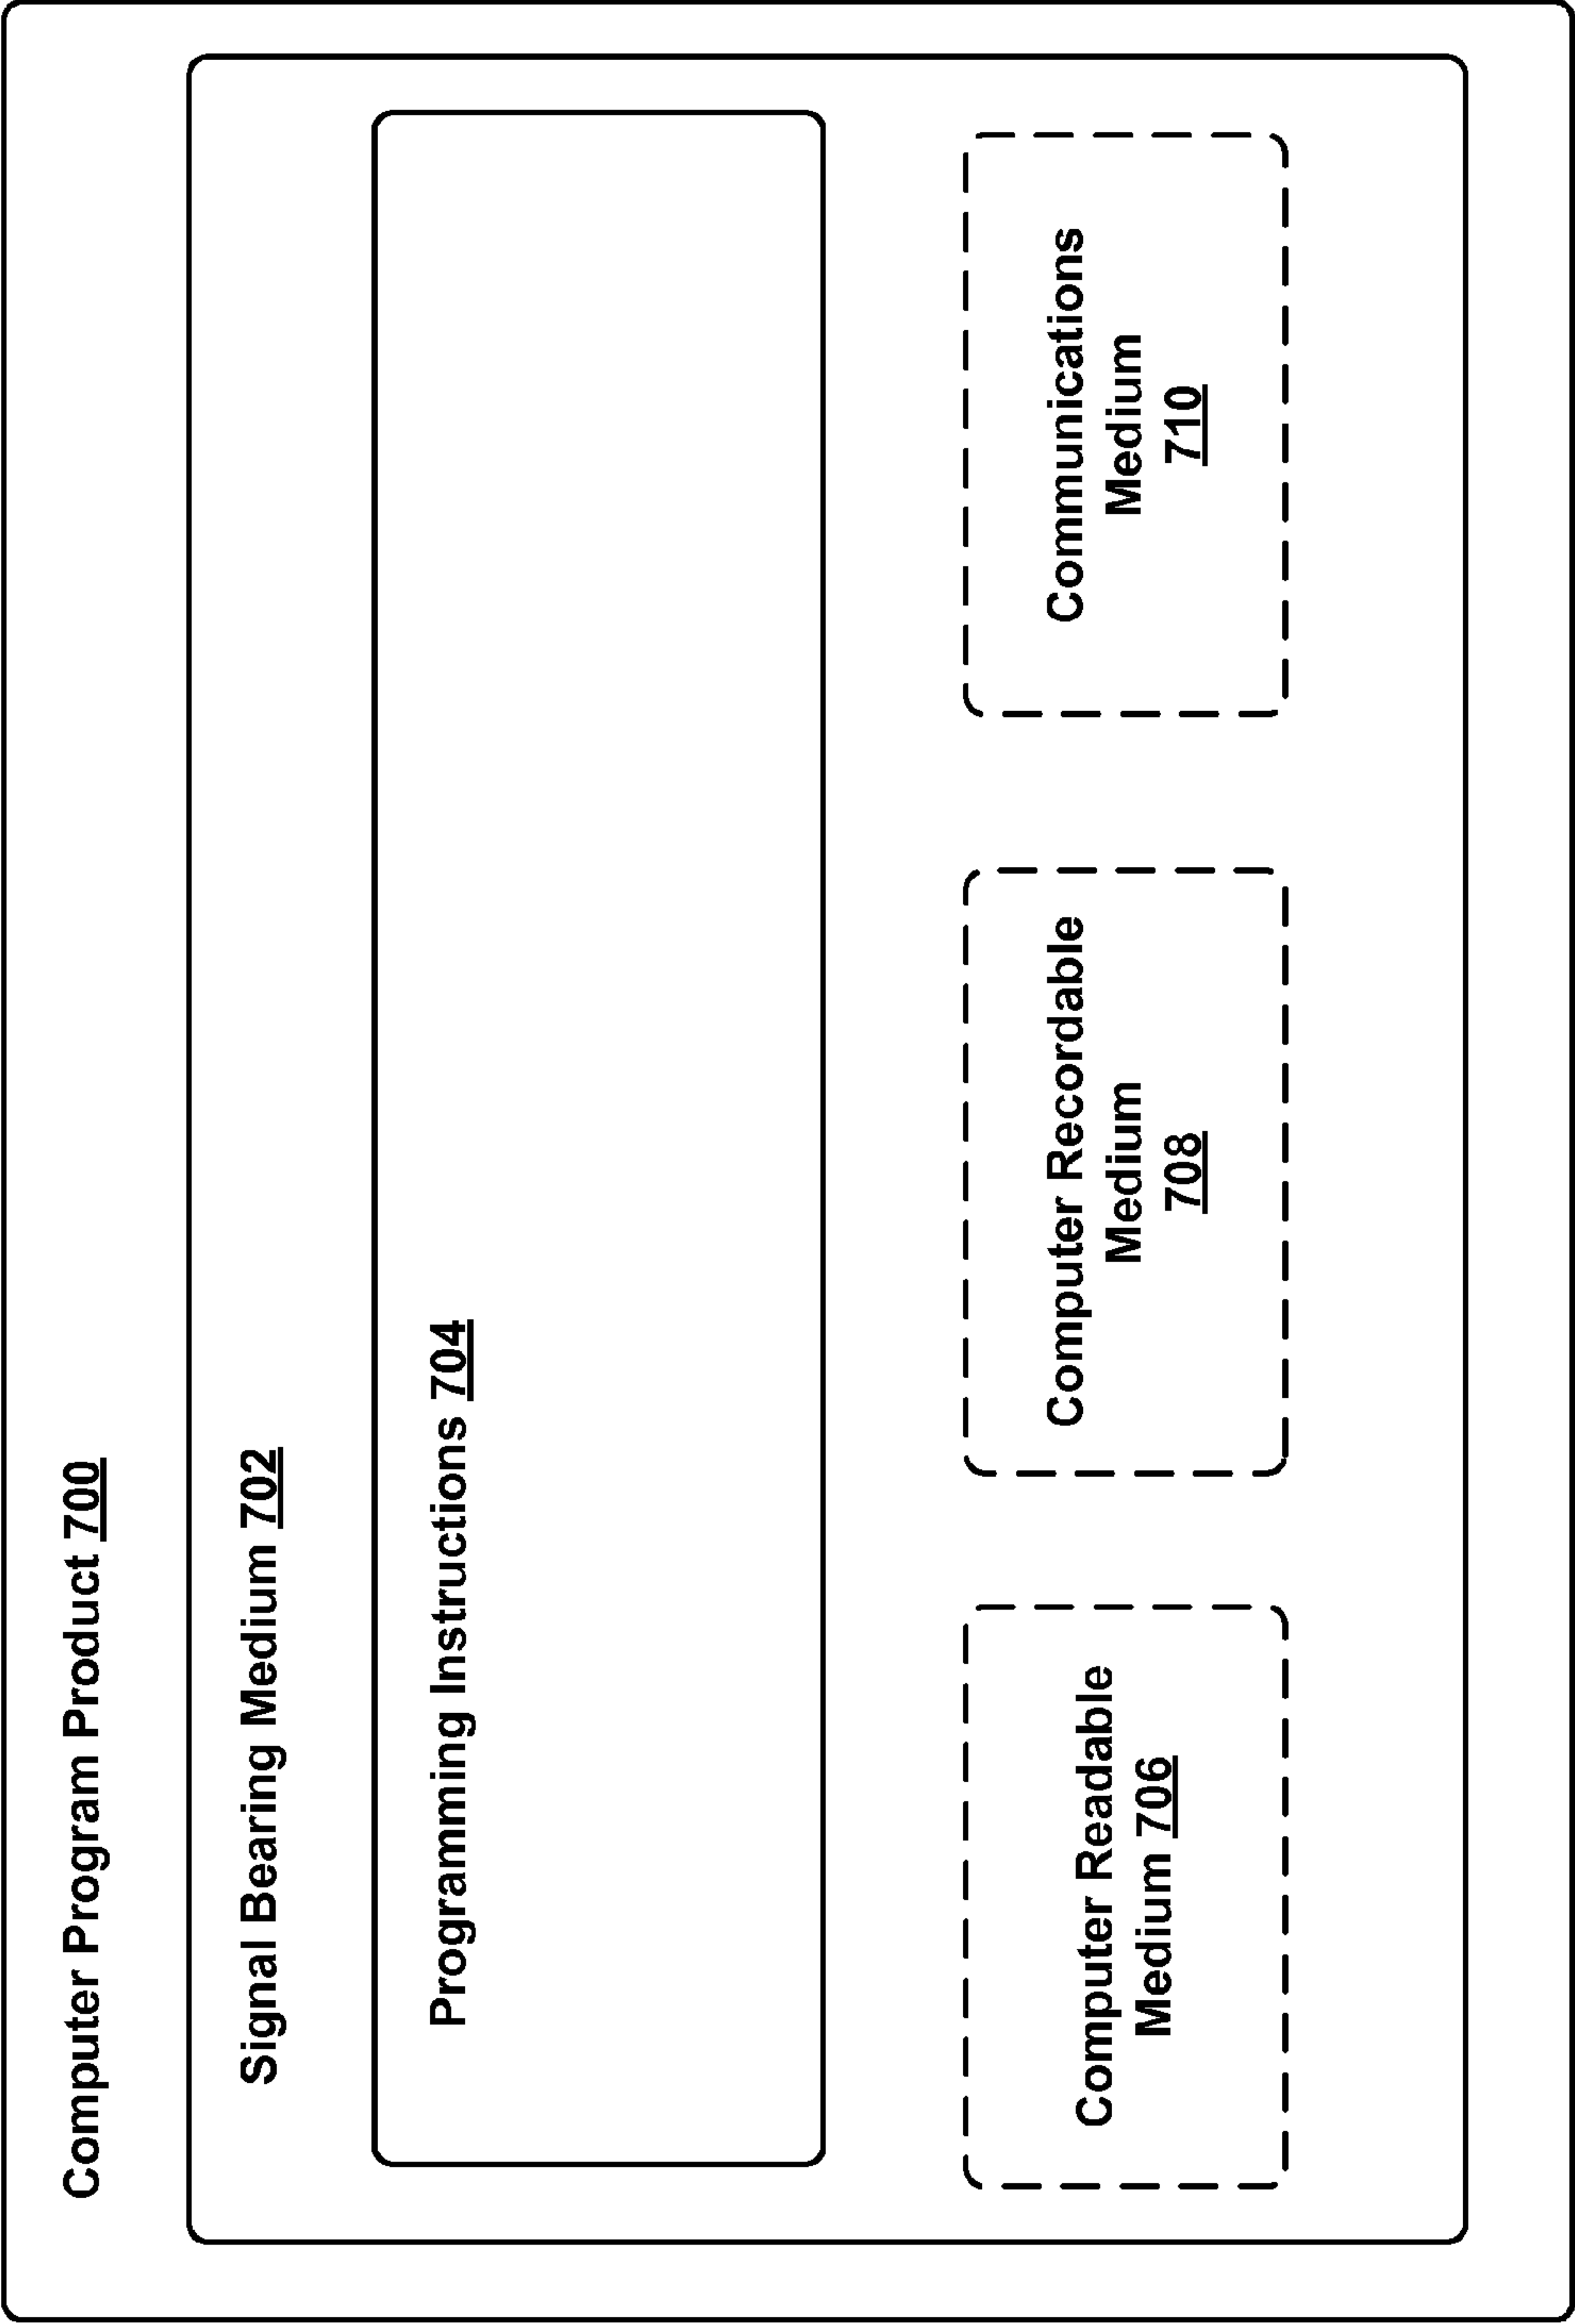 Computer Program Product 700
Signal Bearing Medium 702
Programming Instructions 704
Computer Readable
Medium 706
Computer Recordable
Medium
708
Communications
Medium
710